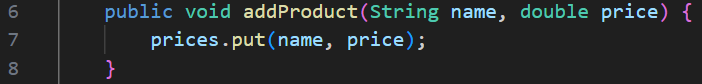 6 public void addProduct(String name, double price) {
7 prices.put(name, price);
8 }